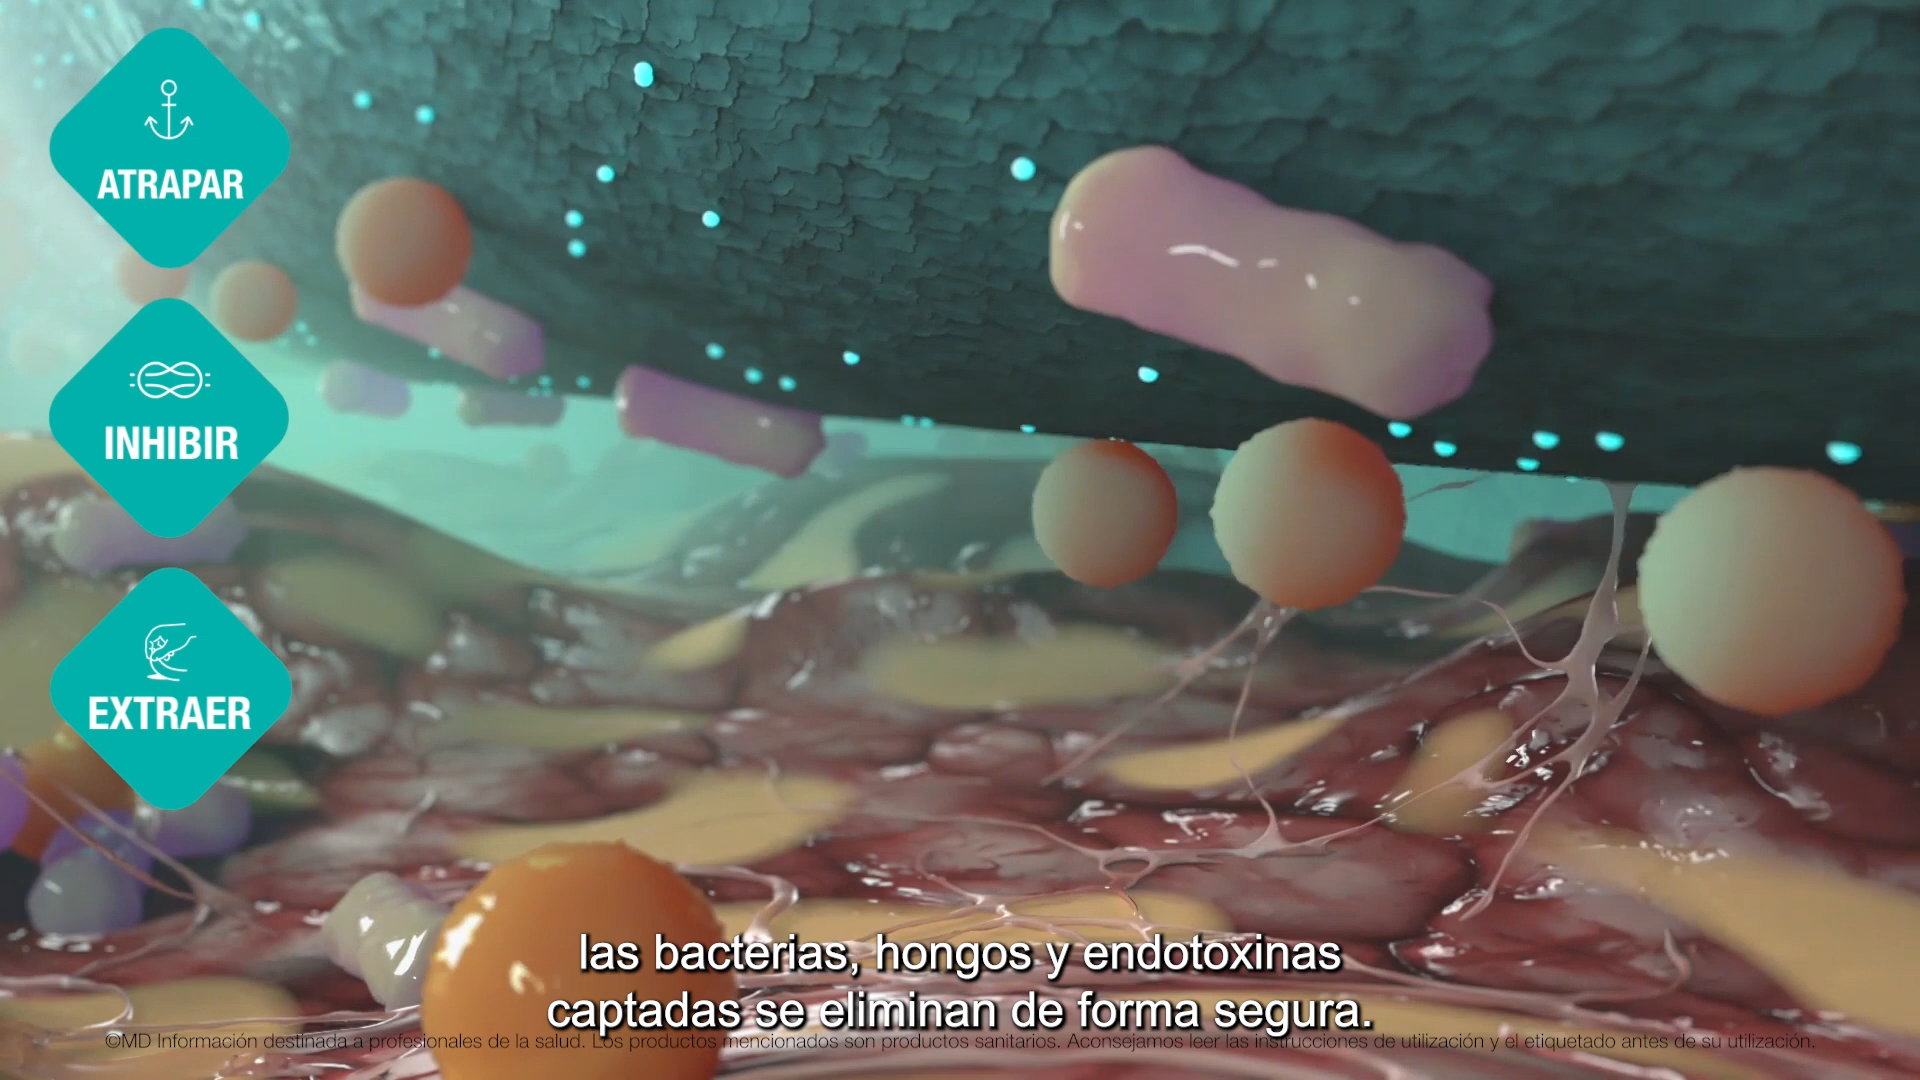 ATRAPAR
INHIBIR
EXTRAER
las bacterias, hongos y endotoxinas
captadas se eliminan de forma segura.
©MD Información destinada a profesionales de la salud. Los productos mencionados son productos sanitarios. Aconsejamos leer las instrucciones de utilización y el etiquetado antes de su utilización.